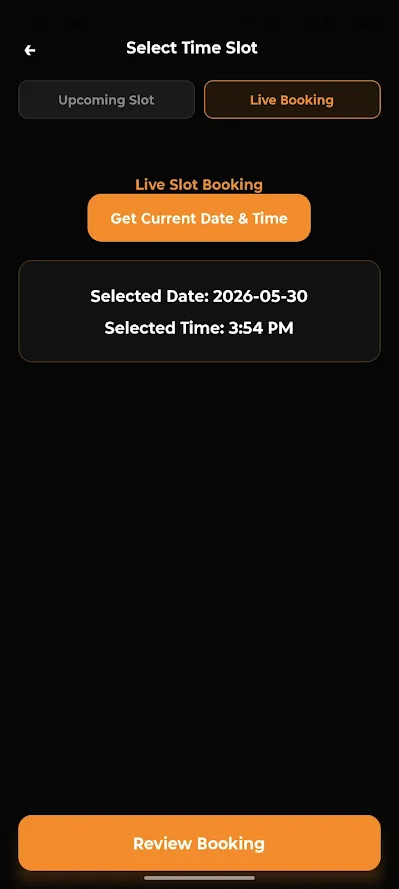 Select Time Slot
Upcoming Slot
Live Booking
Live Slot Booking
Get Current Date & Time
Selected Date: 2026-05-30
Selected Time: 3:54 PM
Review Booking